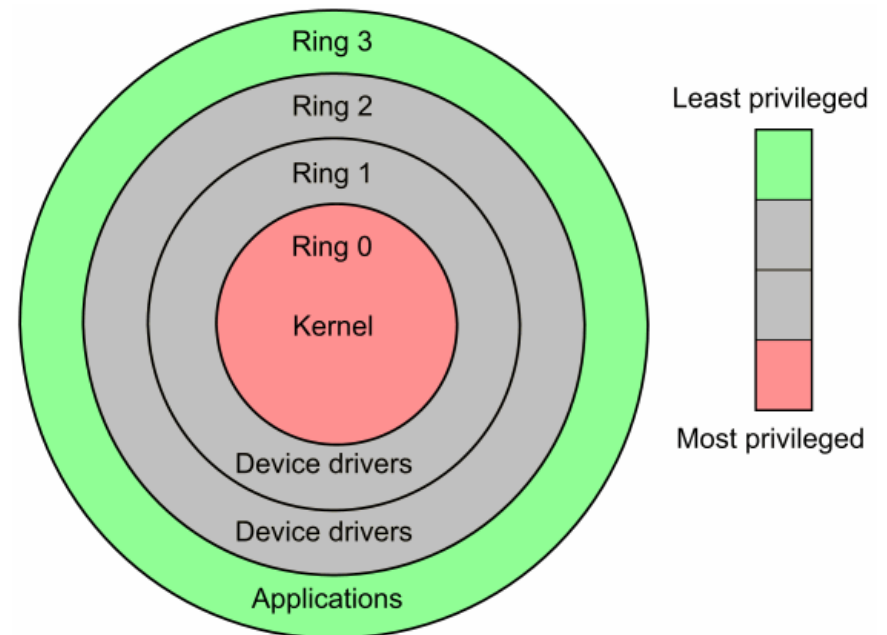 Ring 3
Ring 2
Ring 1
Ring 0
Kernel
Device drivers
Device drivers
Applications
Least privileged
Most privileged